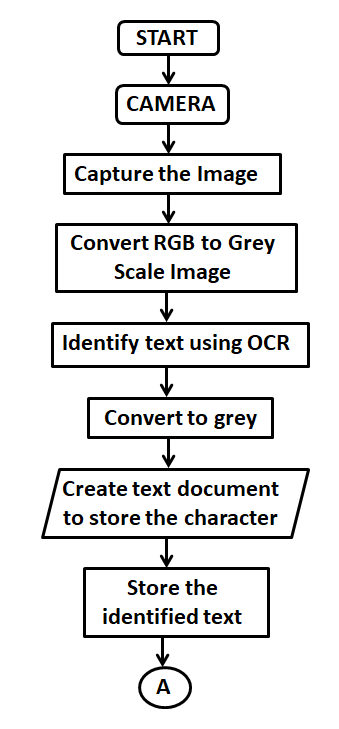 START
CAMERA
Capture the Image
Convert RGB to Grey
Scale Image
Identify text using OCR
Convert to grey
Create text document
to store the character
Store the
identified text
A